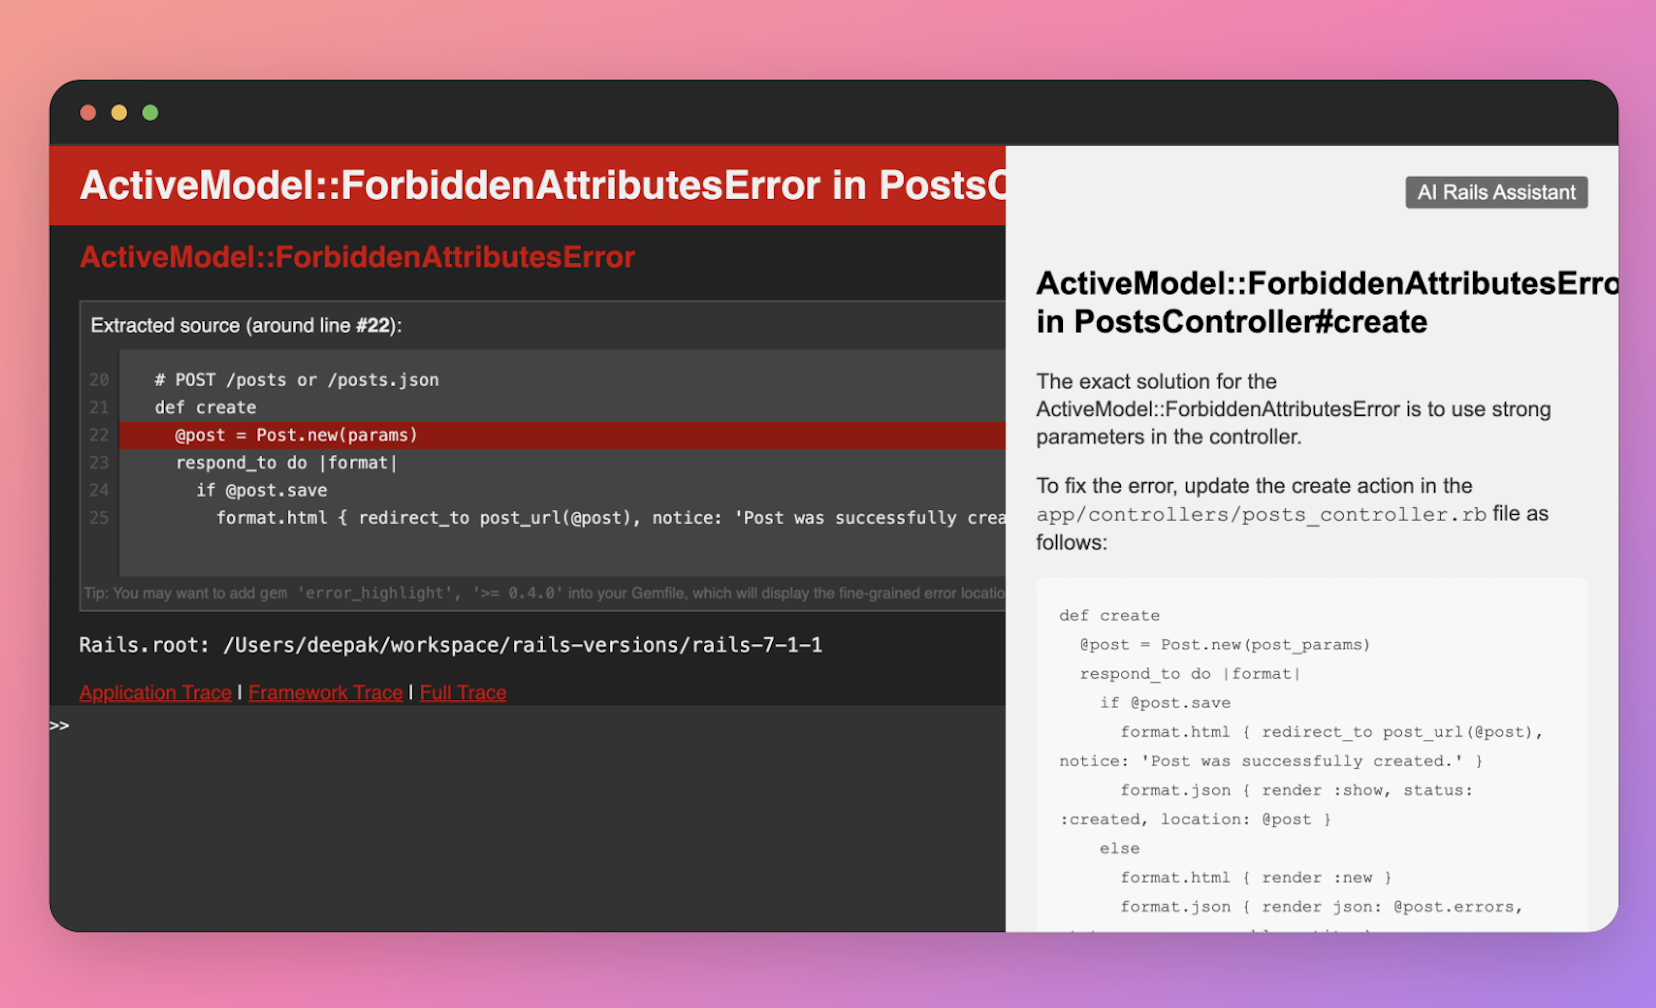 ActiveModel::ForbiddenAttributesError in PostsC
ActiveModel::ForbiddenAttributesError
Extracted source (around line #22):
20 # POST /posts or /posts.json
21 def create
22 @post = Post.new(params)
23 respond_to do |format|
24 if @post.save
25 format.html { redirect_to post_url(@post), notice: 'Post was successfully crea
Tip: You may want to add gem 'error_highlight', '>= 0.4.0' into your Gemfile, which will display the fine-grained error locatio
Rails.root: /Users/deepak/workspace/rails-versions/rails-7-1-1
Application Trace | Framework Trace | Full Trace
>>
AI Rails Assistant
ActiveModel::ForbiddenAttributesErro
in PostsController#create
The exact solution for the
ActiveModel::ForbiddenAttributesError is to use strong
parameters in the controller.
To fix the error, update the create action in the
app/controllers/posts_controller.rb file as
follows:
def create
@post = Post.new(post_params)
respond_to do |format|
if @post.save
format.html { redirect_to post_url(@post),
notice: 'Post was successfully created.' }
format.json { render :show, status:
:created, location: @post }
else
format.html { render :new }
format.json { render json: @post.errors,